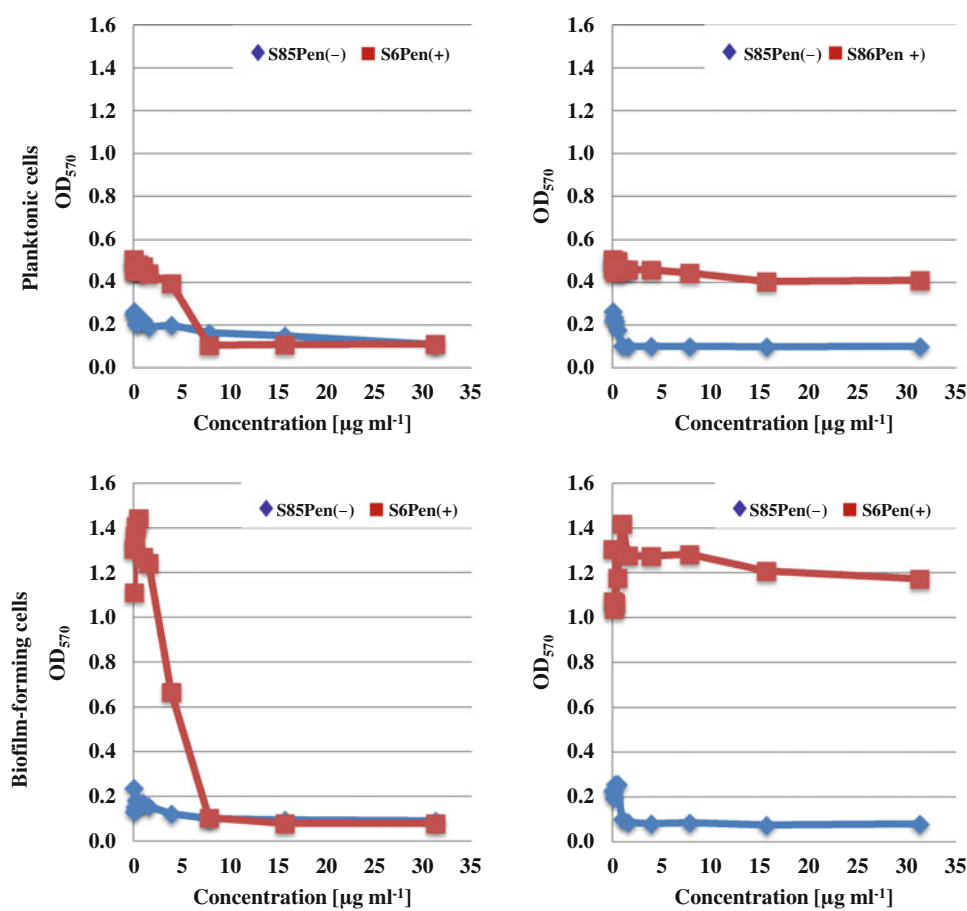 Planktonic cells
OD570
1.6
1.4
1.2
1.0
0.8
0.6
0.4
0.2
0.0
S85Pen(−) S6Pen(+)
0 5 10 15 20 25 30 35
Concentration [µg ml-1]
OD570
1.6
1.4
1.2
1.0
0.8
0.6
0.4
0.2
0.0
S85Pen(−) S86Pen +)
0 5 10 15 20 25 30 35
Concentration [µg ml-1]
Biofilm-forming cells
OD570
1.6
1.4
1.2
1.0
0.8
0.6
0.4
0.2
0.0
S85Pen(−) S6Pen(+)
0 5 10 15 20 25 30 35
Concentration [µg ml-1]
OD570
1.6
1.4
1.2
1.0
0.8
0.6
0.4
0.2
0.0
S85Pen(−) S6Pen(+)
0 5 10 15 20 25 30 35
Concentration [µg ml-1]